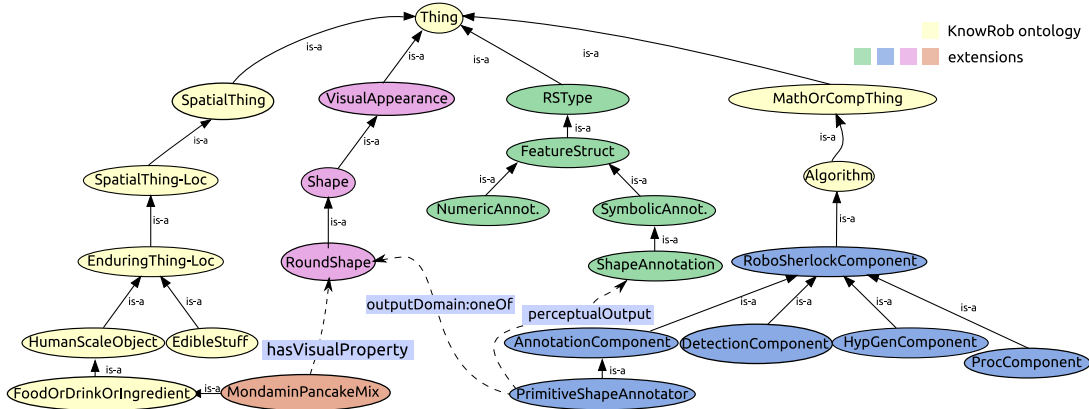 Thing
KnowRob ontology
extensions
is-a
is-a
is-a
is-a
SpatialThing
VisualAppearance
RSType
MathOrCompThing
is-a
is-a
is-a
is-a
FeatureStruct
SpatialThing-Loc
Shape
Algorithm
is-a
is-a
NumericAnnot.
SymbolicAnnot.
is-a
is-a
is-a
is-a
EnduringThing-Loc
RoundShape
ShapeAnnotation
RoboSherlockComponent
outputDomain:oneOf
perceptualOutput
is-a
is-a
is-a
is-a
is-a
is-a
HumanScaleObject
EdibleStuff
hasVisualProperty
AnnotationComponent
DetectionComponent
HypGenComponent
ProcComponent
is-a
is-a
is-a
FoodOrDrinkOrIngredient
MondaminPancakeMix
PrimitiveShapeAnnotator